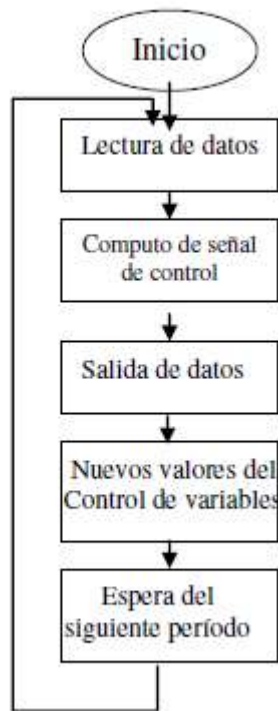 Inicio
Lectura de datos
Computo de señal
de control
Salida de datos
Nuevos valores del
Control de variables
Espera del
siguiente período